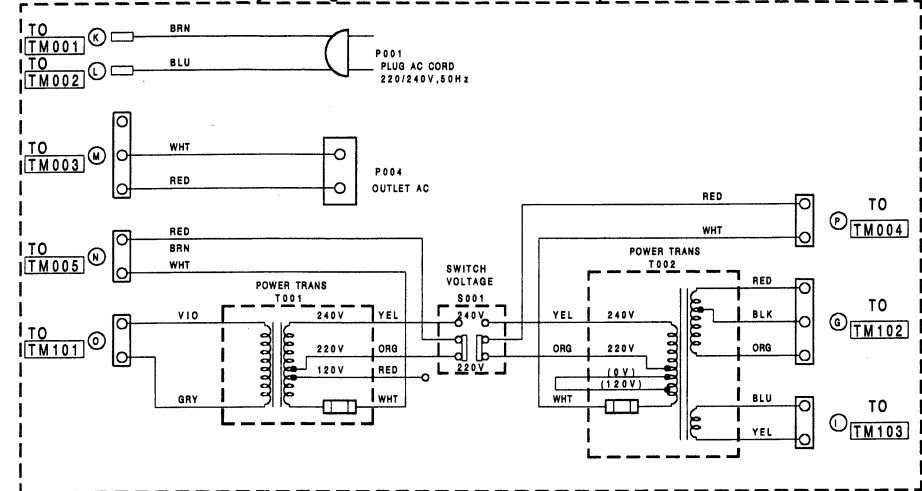 TO
TM001
K
BRN
TO
TM002
L
BLU
P001
PLUG AC CORD
220/240V,50Hz
TO
TM003
M
WHT
RED
P004
OUTLET AC
TO
TM005
N
RED
BRN
WHT
TO
TM101
O
VIO
GRY
POWER TRANS
T001
240V YEL
220V ORG
120V RED
WHT
SWITCH
VOLTAGE
S001
240V
220V
RED
WHT
P
TO
TM004
POWER TRANS
T002
YEL 240V
ORG 220V
(0V)
(120V)
WHT
RED
BLK
ORG
G
TO
TM102
BLU
YEL
I
TO
TM103